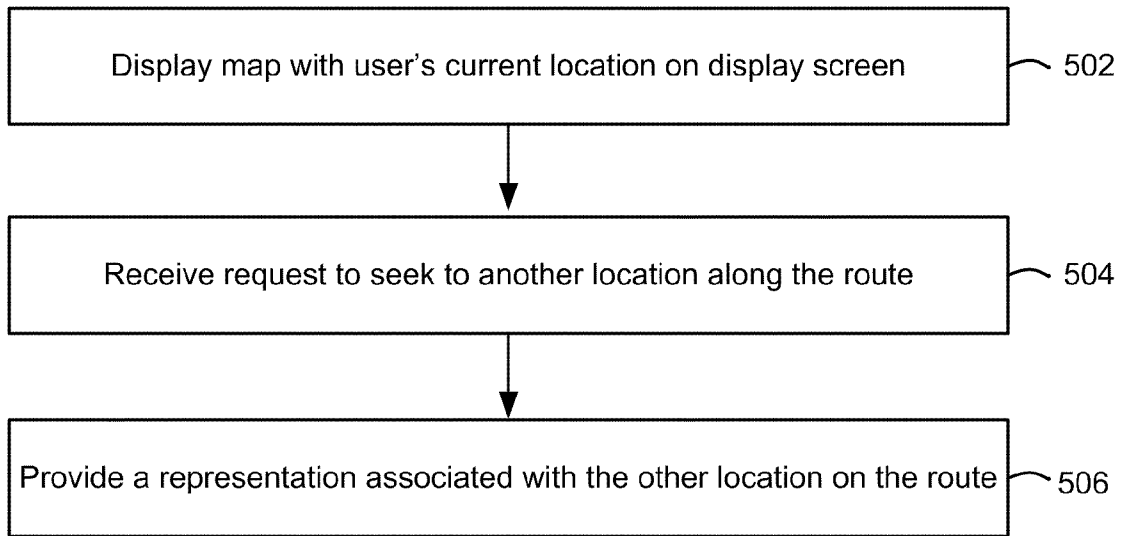 Display map with user's current location on display screen
502
Receive request to seek to another location along the route
504
Provide a representation associated with the other location on the route
506